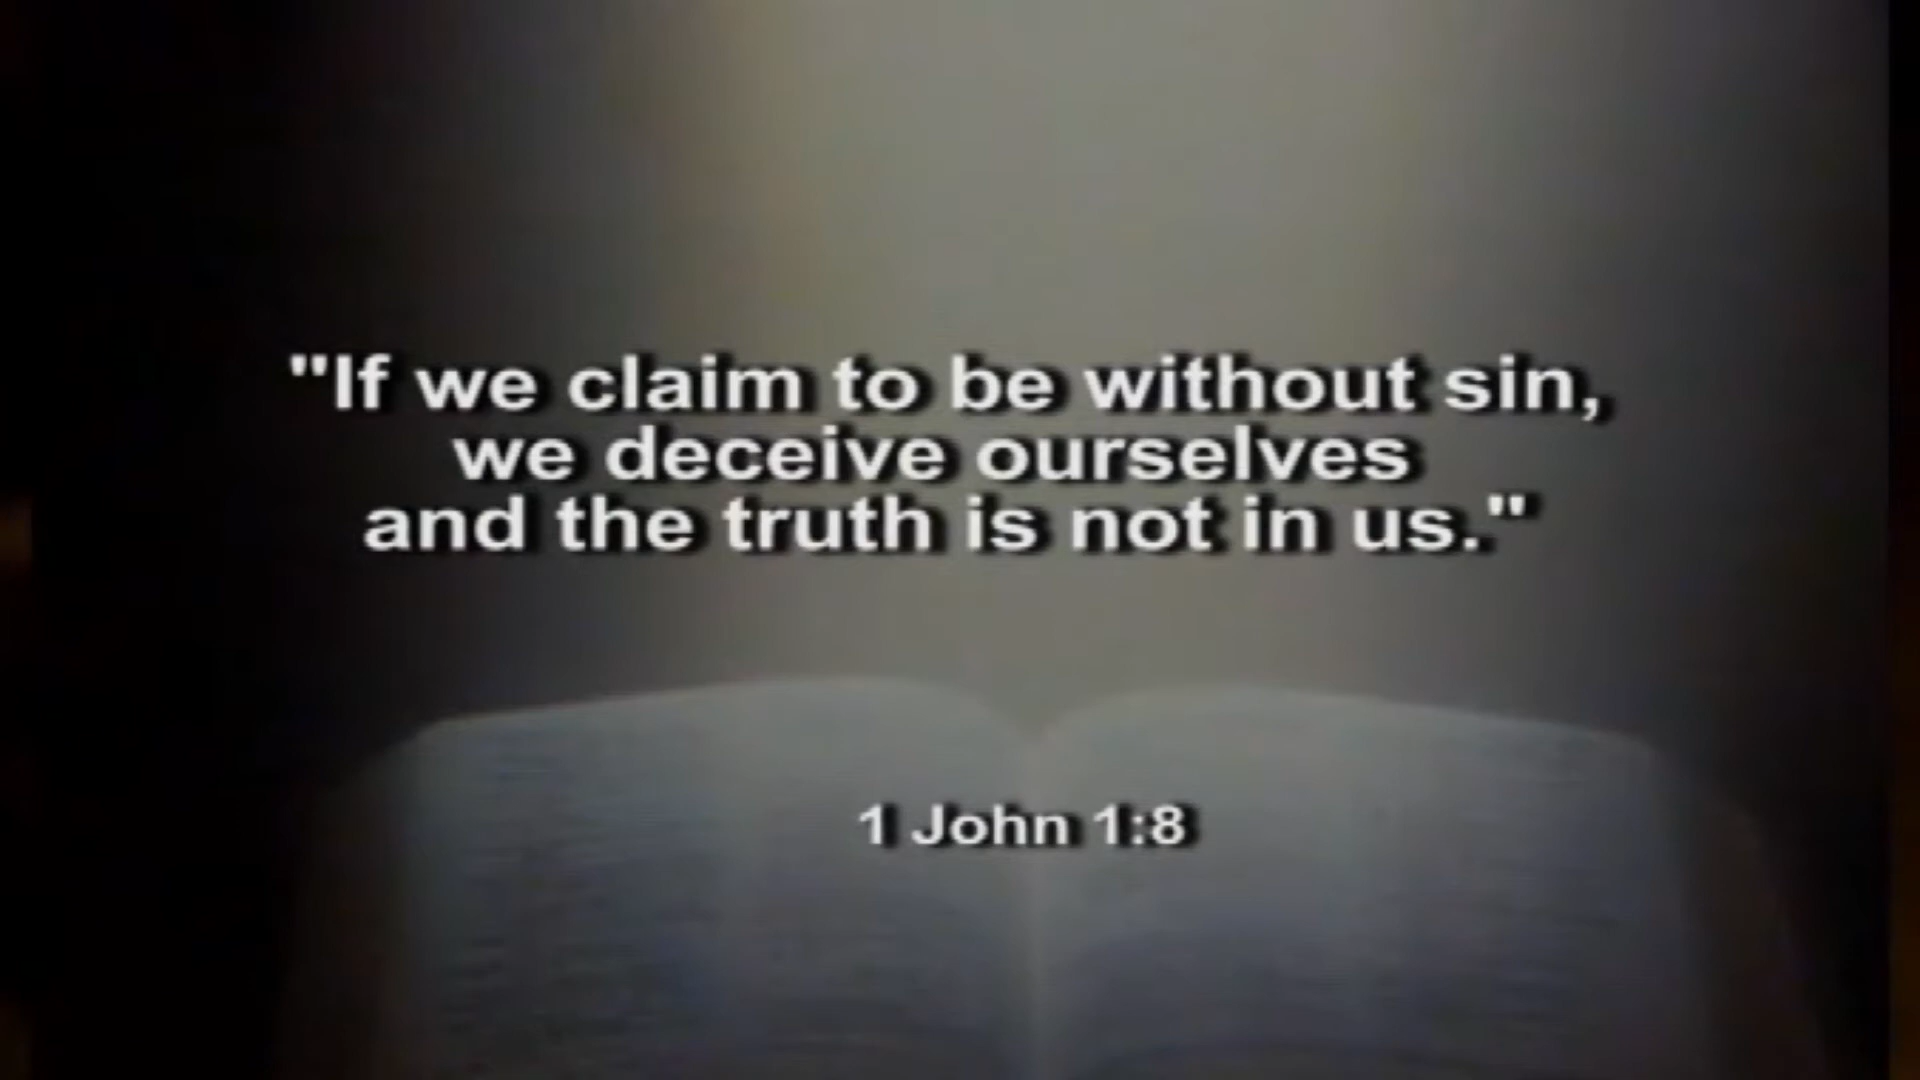 "If we claim to be without sin,
we deceive ourselves
and the truth is not in us."
1 John 1:8